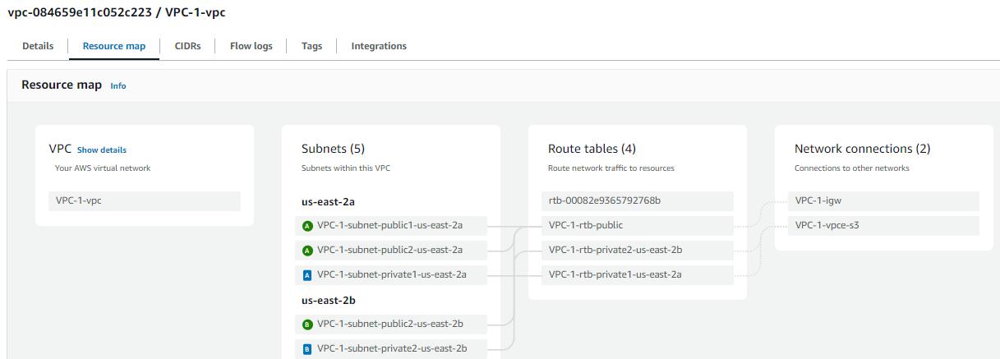 vpc-084659e11c052c223 / VPC-1-vpc
Details
Resource map
CIDRs
Flow logs
Tags
Integrations
Resource map Info
VPC Show details
Your AWS virtual network
VPC-1-vpc
Subnets (5)
Subnets within this VPC
us-east-2a
A VPC-1-subnet-public1-us-east-2a
A VPC-1-subnet-public2-us-east-2a
A VPC-1-subnet-private1-us-east-2a
us-east-2b
B VPC-1-subnet-public2-us-east-2b
B VPC-1-subnet-private2-us-east-2b
Route tables (4)
Route network traffic to resources
rtb-00082e9365792768b
VPC-1-rtb-public
VPC-1-rtb-private2-us-east-2b
VPC-1-rtb-private1-us-east-2a
Network connections (2)
Connections to other networks
VPC-1-igw
VPC-1-vpce-s3